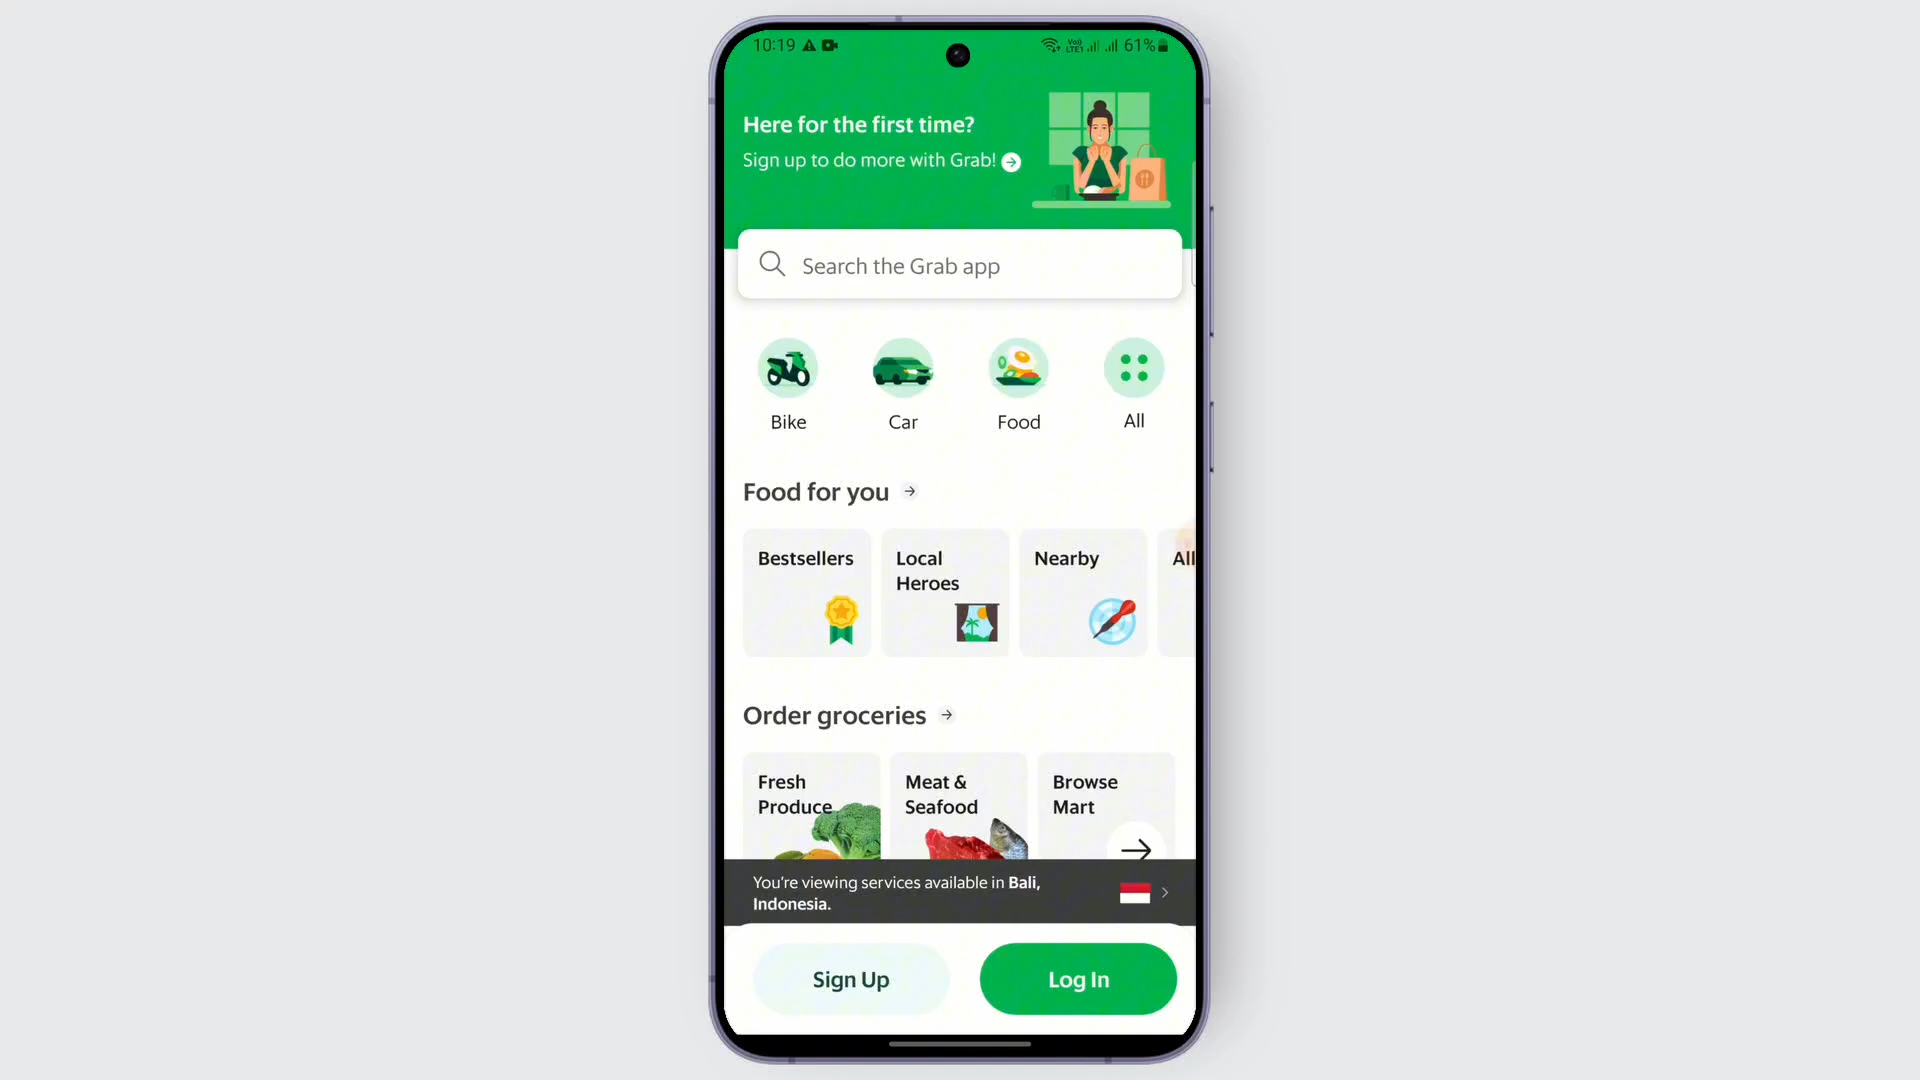 10:19 61%
Here for the first time?
Sign up to do more with Grab!
Search the Grab app
Bike Car Food All
Food for you
Bestsellers Local Nearby All
Heroes
Order groceries
Fresh Meat & Browse
Produce Seafood Mart
You're viewing services available in Bali,
Indonesia.
Sign Up Log In